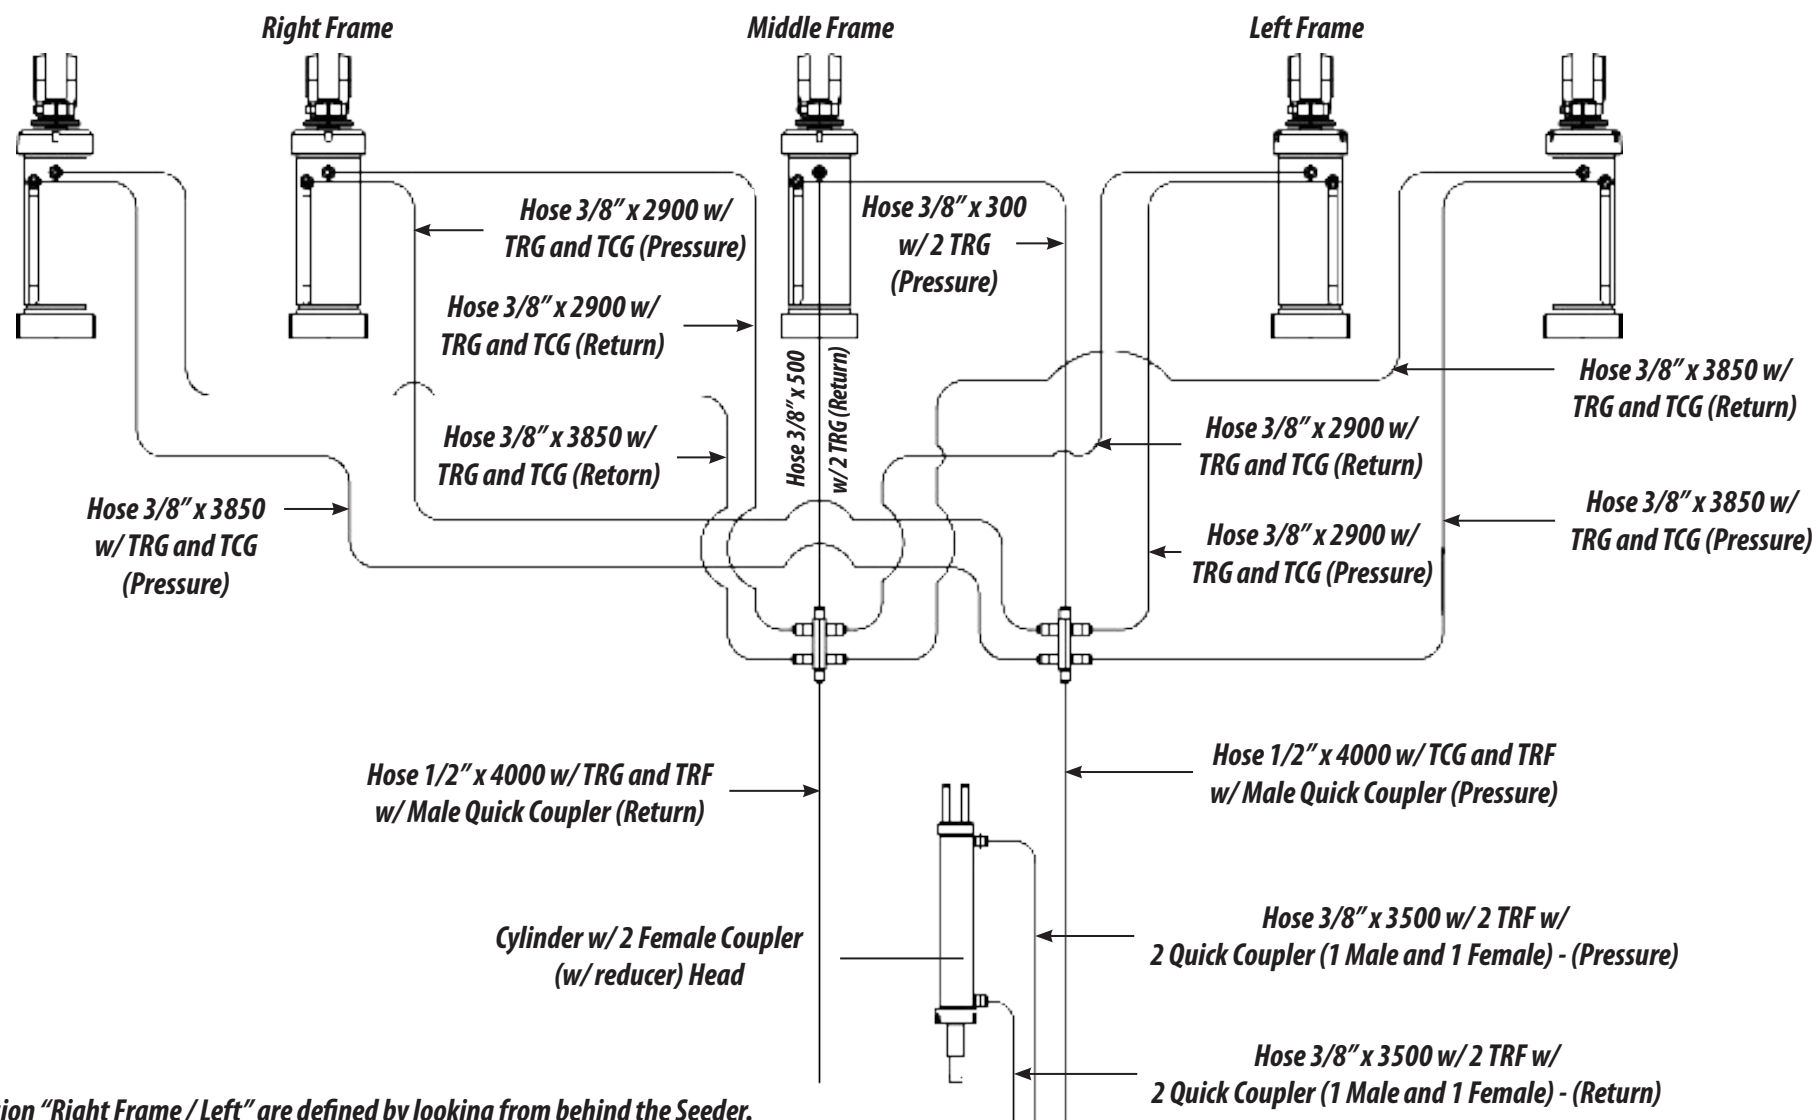 Right Frame
Middle Frame
Left Frame
Hose 3/8" x 2900 w/
TRG and TCG (Pressure)
Hose 3/8" x 300
w/ 2 TRG
(Pressure)
Hose 3/8" x 2900 w/
TRG and TCG (Return)
Hose 3/8" x 500
w/ 2 TRG (Return)
Hose 3/8" x 3850 w/
TRG and TCG (Return)
Hose 3/8" x 3850 w/
TRG and TCG (Retorn)
Hose 3/8" x 2900 w/
TRG and TCG (Return)
Hose 3/8" x 3850
w/ TRG and TCG
(Pressure)
Hose 3/8" x 2900 w/
TRG and TCG (Pressure)
Hose 3/8" x 3850 w/
TRG and TCG (Pressure)
Hose 1/2" x 4000 w/ TRG and TRF
w/ Male Quick Coupler (Return)
Hose 1/2" x 4000 w/ TCG and TRF
w/ Male Quick Coupler (Pressure)
Cylinder w/ 2 Female Coupler
(w/ reducer) Head
Hose 3/8" x 3500 w/ 2 TRF w/
2 Quick Coupler (1 Male and 1 Female) - (Pressure)
Hose 3/8" x 3500 w/ 2 TRF w/
2 Quick Coupler (1 Male and 1 Female) - (Return)
"Right Frame / Left" are defined by looking from behind the Seeder.